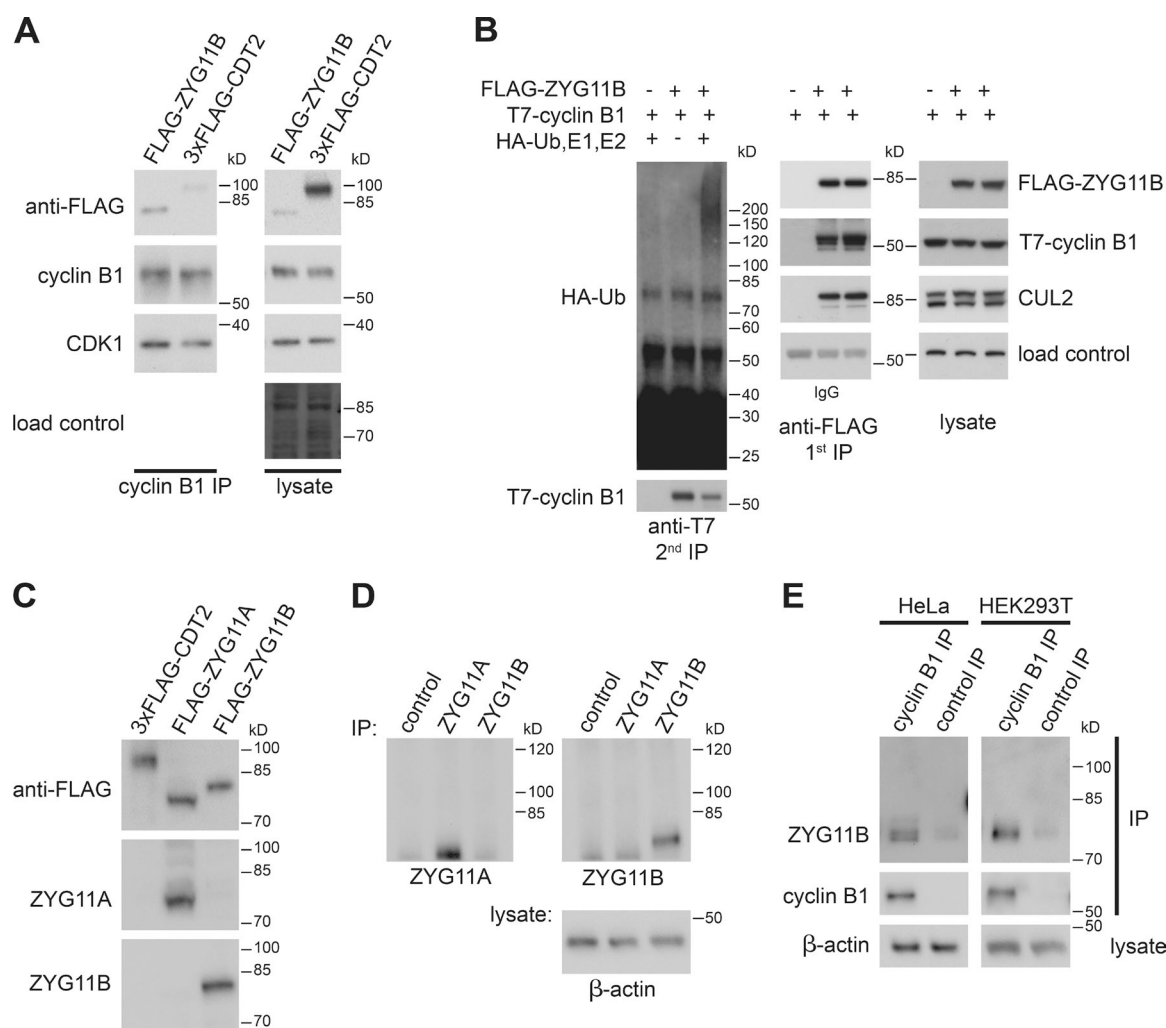 A
FLAG-ZYG11B
3xFLAG-CDT2
FLAG-ZYG11B
3xFLAG-CDT2
kD
kD
anti-FLAG
–100
–85
–100
–85
cyclin B1
–50
–50
CDK1
–40
–40
load control
–85
–70
cyclin B1 IP
lysate
B
FLAG-ZYG11B - + + - + + - + +
T7-cyclin B1 + + + + + + + + +
HA-Ub,E1,E2 + - +
kD
HA-Ub
–200
–150
–120
–100
–85
–70
–60
–50
–40
–30
–25
T7-cyclin B1
–50
anti-T7
2nd IP
kD
85–
50–
85–
50–
IgG
anti-FLAG
1st IP
FLAG-ZYG11B
T7-cyclin B1
CUL2
load control
lysate
C
3xFLAG-CDT2
FLAG-ZYG11A
FLAG-ZYG11B
kD
anti-FLAG
–100
–85
–70
ZYG11A
–100
–85
–70
ZYG11B
–100
–85
–70
D
IP:
control
ZYG11A
ZYG11B
kD
–120
–100
–85
ZYG11A
control
ZYG11A
ZYG11B
kD
–120
–100
–85
ZYG11B
lysate:
–50
β-actin
E
HeLa
HEK293T
cyclin B1 IP
control IP
cyclin B1 IP
control IP
kD
–100
–85
ZYG11B
–70
IP
cyclin B1
–50
–50
β-actin
lysate